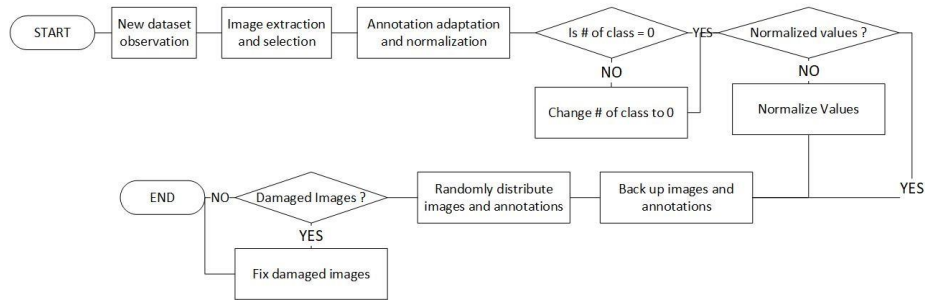 START
New dataset
observation
Image extraction
and selection
Annotation adaptation
and normalization
Is # of class = 0
YES
Normalized values ?
NO
Change # of class to 0
NO
Normalize Values
YES
Back up images and
annotations
Randomly distribute
images and annotations
Damaged Images ?
NO
END
YES
Fix damaged images